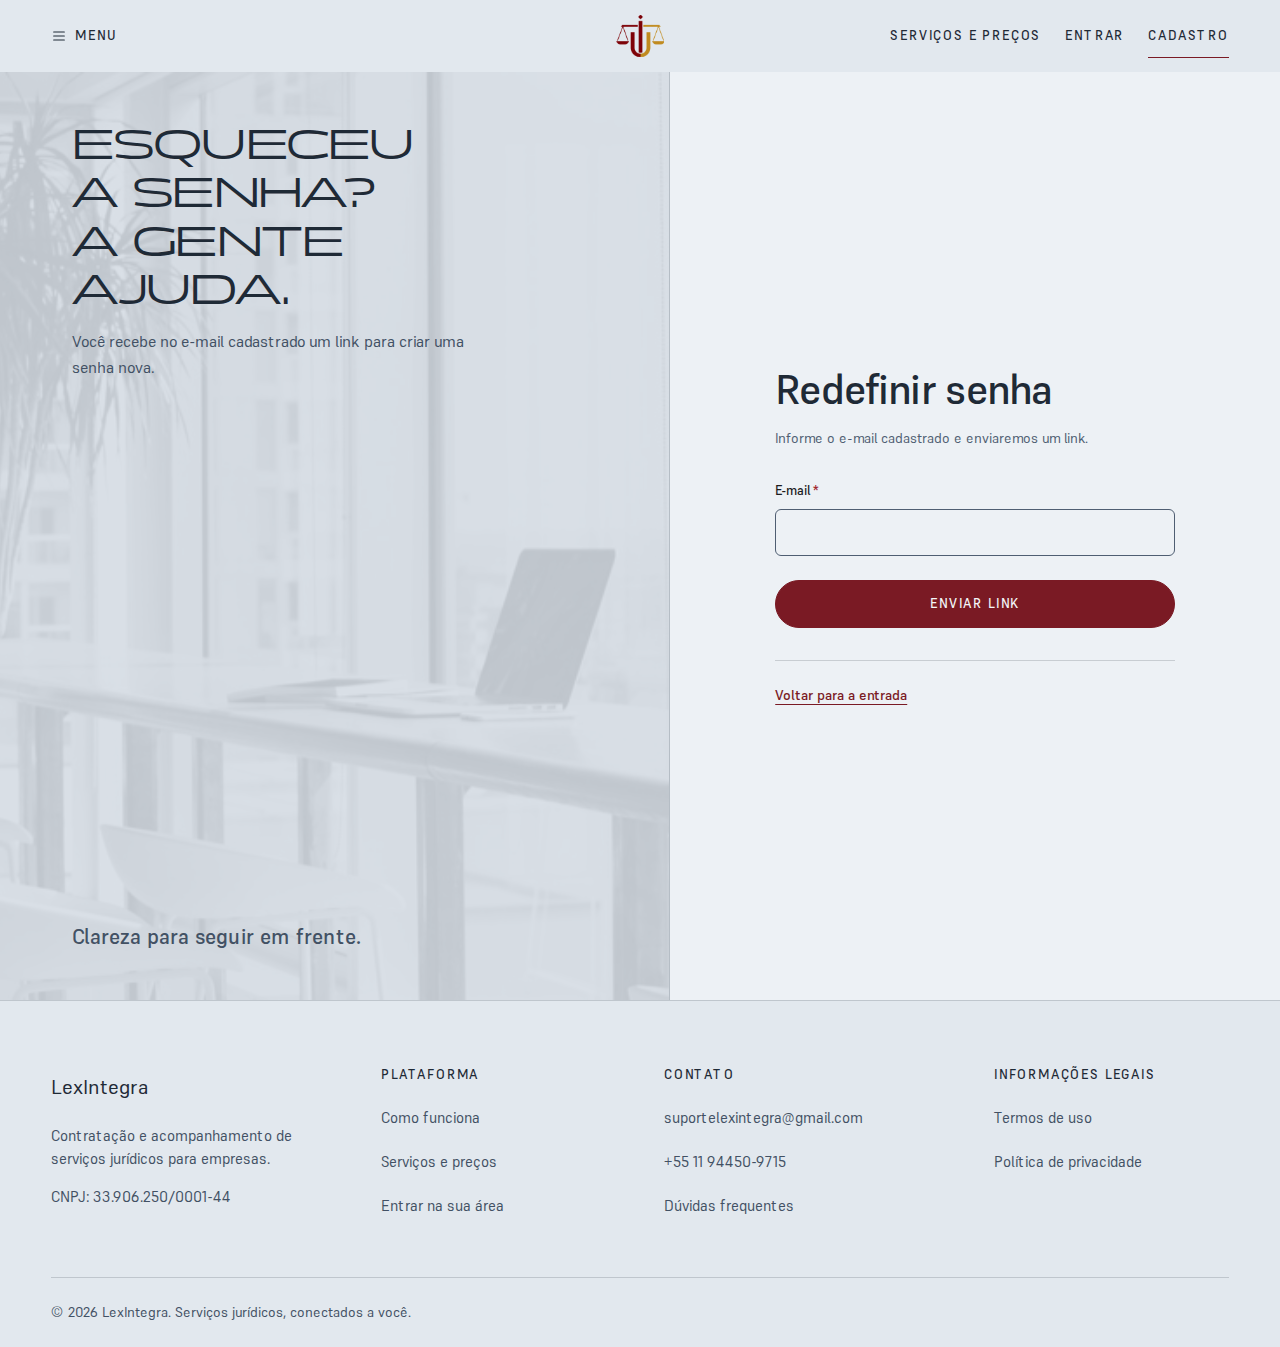 MENU
SERVIÇOS E PREÇOS
ENTRAR
CADASTRO
ESQUECEU
A SENHA?
A GENTE
AJUDA.
Você recebe no e-mail cadastrado um link para criar uma
senha nova.
Clareza para seguir em frente.
Redefinir senha
Informe o e-mail cadastrado e enviaremos um link.
E-mail *
ENVIAR LINK
Voltar para a entrada
LexIntegra
Contratação e acompanhamento de
serviços jurídicos para empresas.
CNPJ: 33.906.250/0001-44
PLATAFORMA
Como funciona
Serviços e preços
Entrar na sua área
CONTATO
suportelexintegra@gmail.com
+55 11 94450-9715
Dúvidas frequentes
INFORMAÇÕES LEGAIS
Termos de uso
Política de privacidade
© 2026 LexIntegra. Serviços jurídicos, conectados a você.